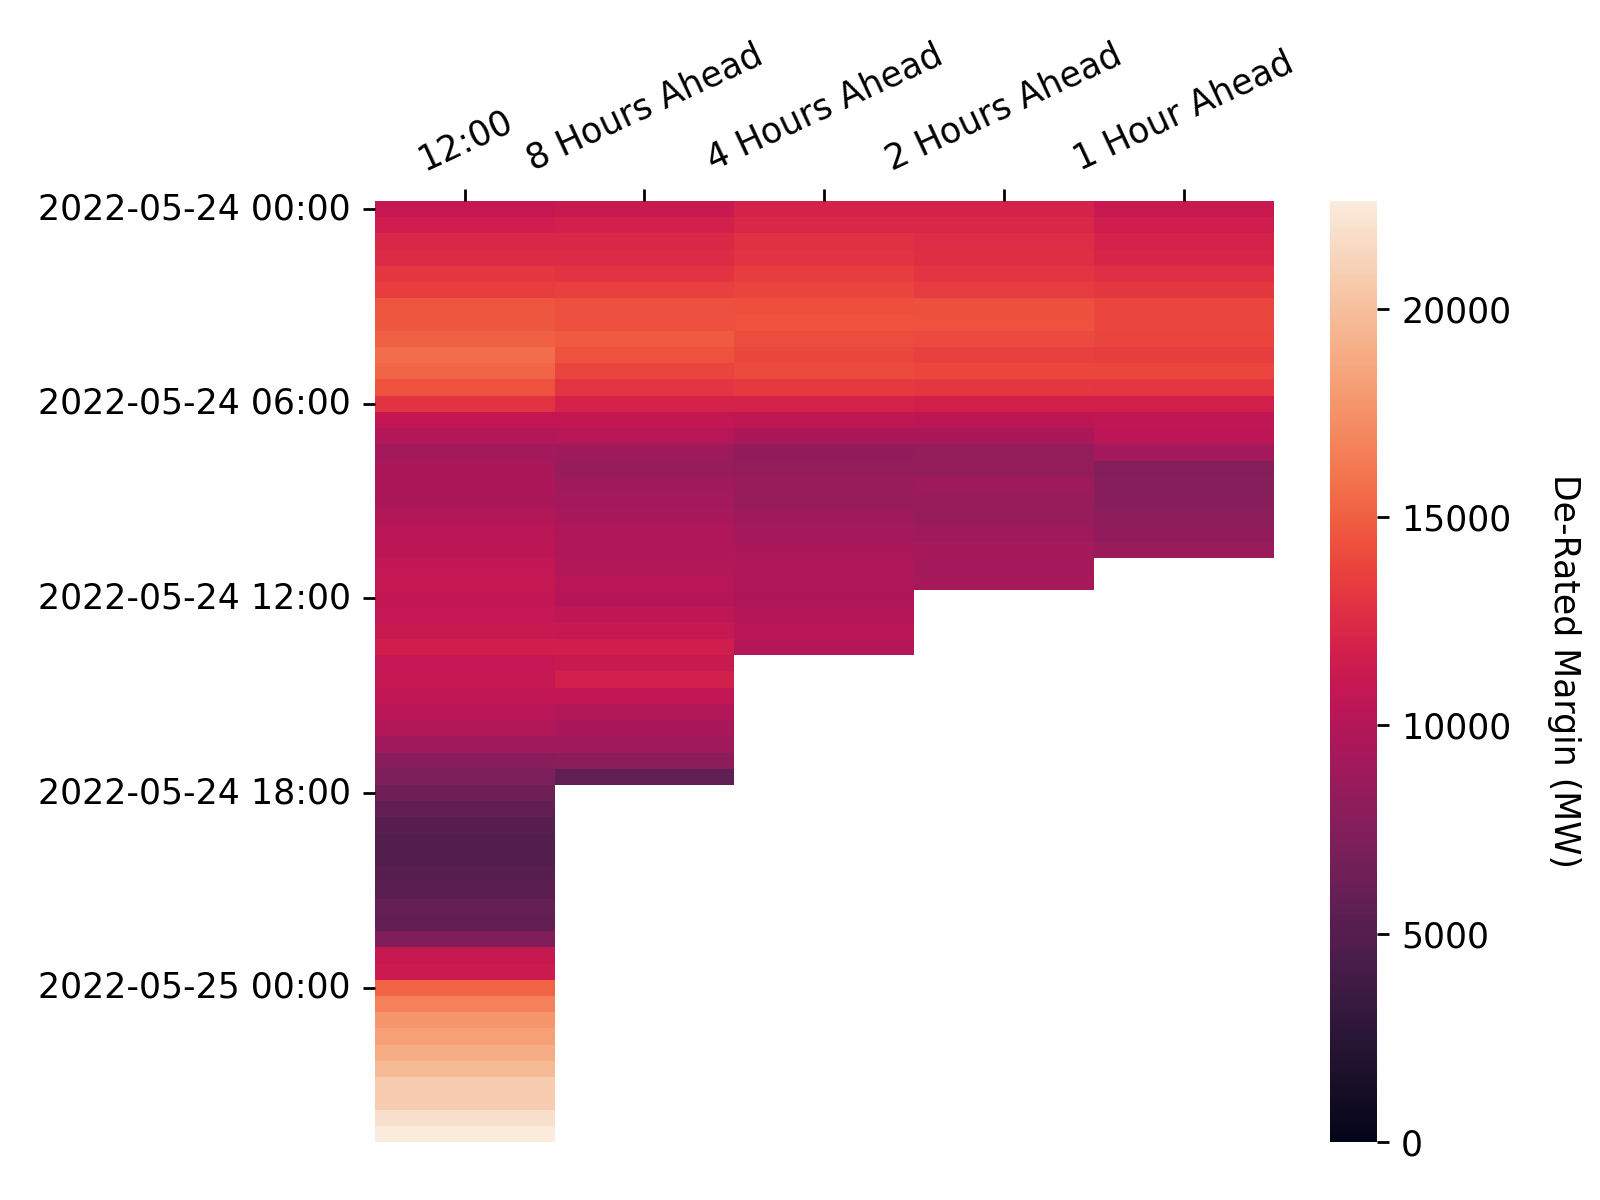 12:00
8 Hours Ahead
4 Hours Ahead
2 Hours Ahead
1 Hour Ahead
2022-05-24 00:00
2022-05-24 06:00
2022-05-24 12:00
2022-05-24 18:00
2022-05-25 00:00
20000
15000
10000
5000
0
De-Rated Margin (MW)